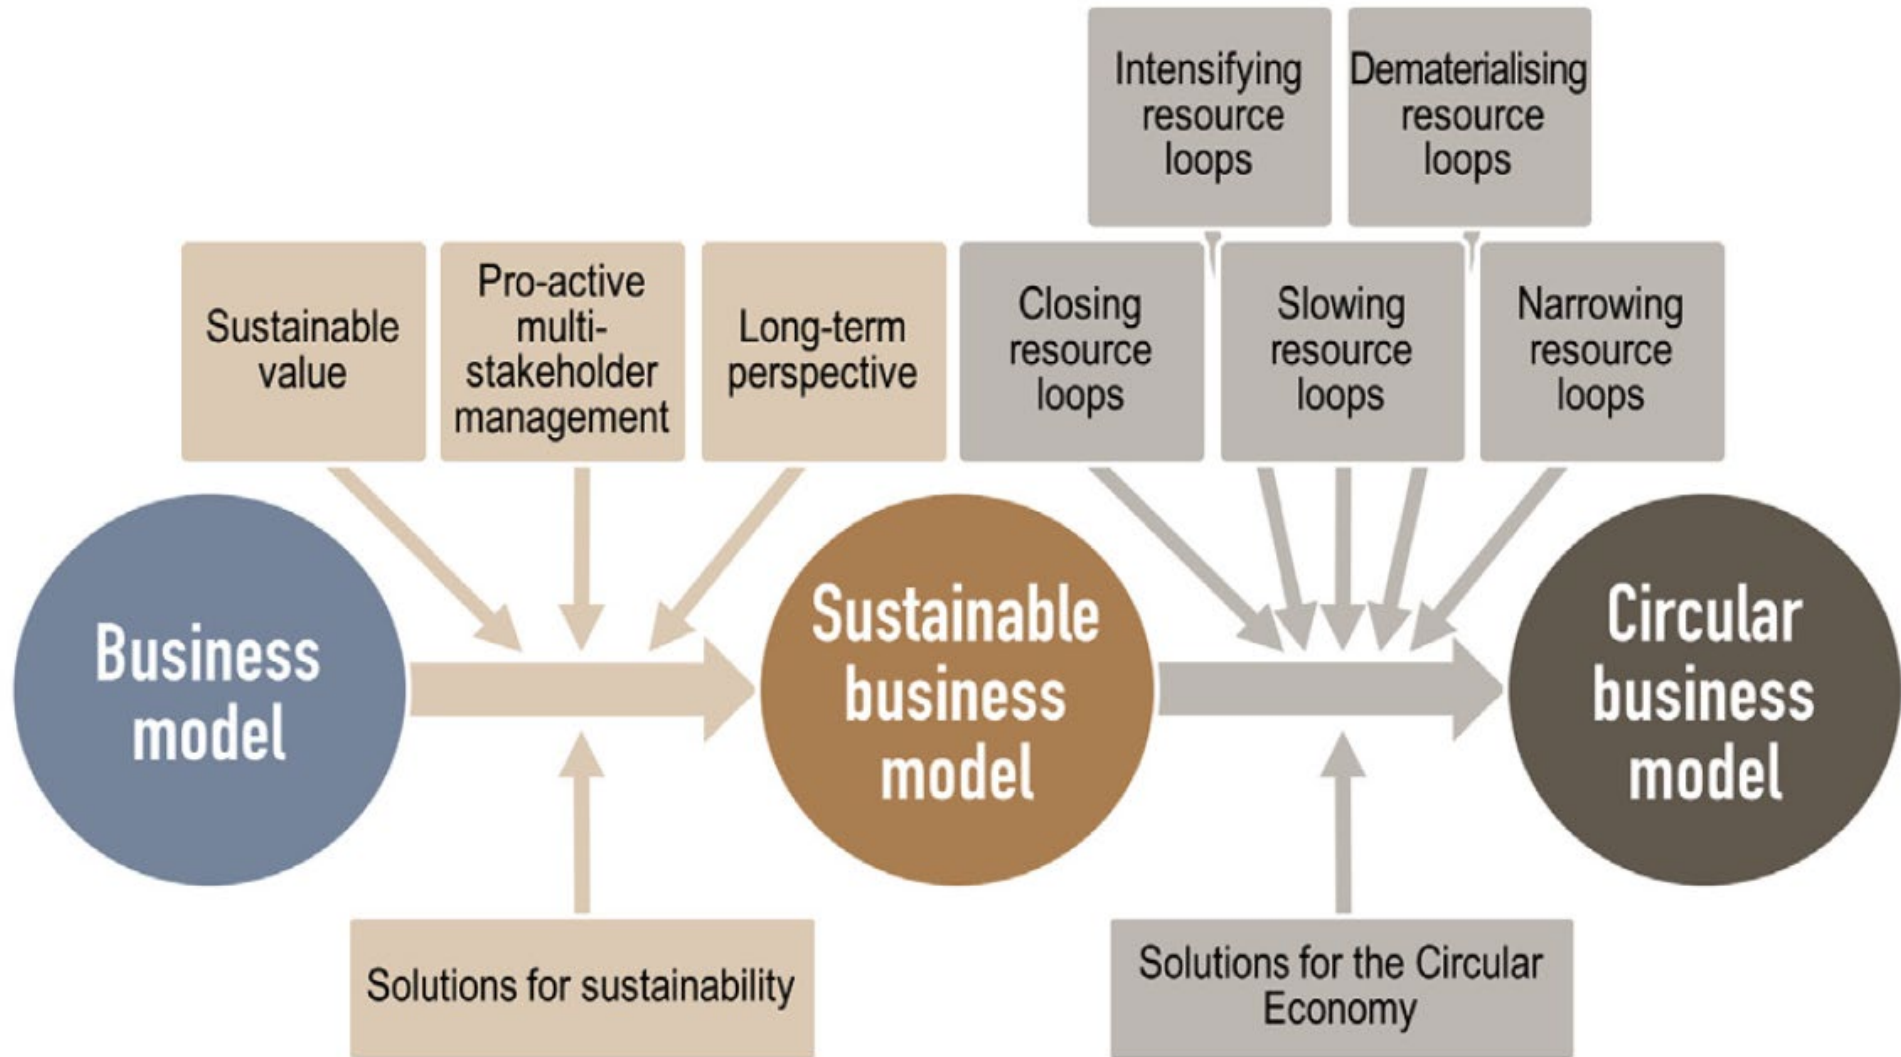 Intensifying
resource
loops
Dematerialising
resource
loops
Sustainable
value
Pro-active
multi-
stakeholder
management
Long-term
perspective
Closing
resource
loops
Slowing
resource
loops
Narrowing
resource
loops
Business
model
Sustainable
business
model
Circular
business
model
Solutions for sustainability
Solutions for the Circular
Economy